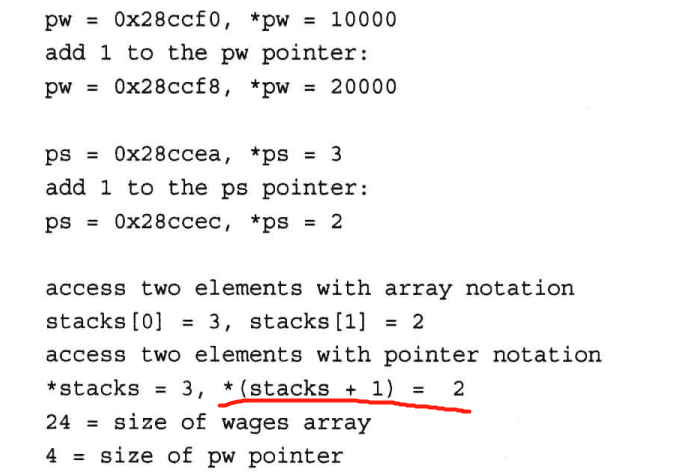 pw = 0x28ccf0, *pw = 10000
add 1 to the pw pointer:
pw = 0x28ccf8, *pw = 20000
ps = 0x28ccea, *ps = 3
add 1 to the ps pointer:
ps = 0x28ccec, *ps = 2
access two elements with array notation
stacks[0] = 3, stacks[1] = 2
access two elements with pointer notation
*stacks = 3, *(stacks + 1) = 2
24 = size of wages array
4 = size of pw pointer